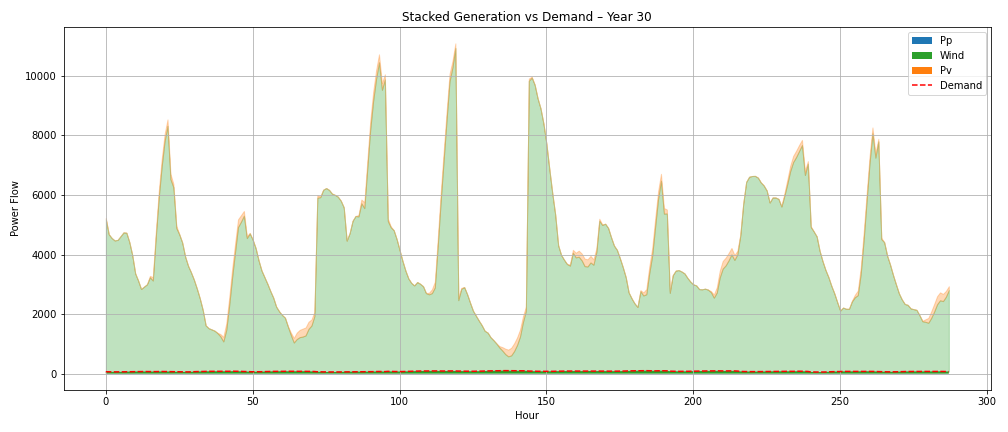 Stacked Generation vs Demand – Year 30
Pp
Wind
Pv
Demand
10000
8000
6000
4000
2000
0
Power Flow
0
50
100
150
200
250
300
Hour